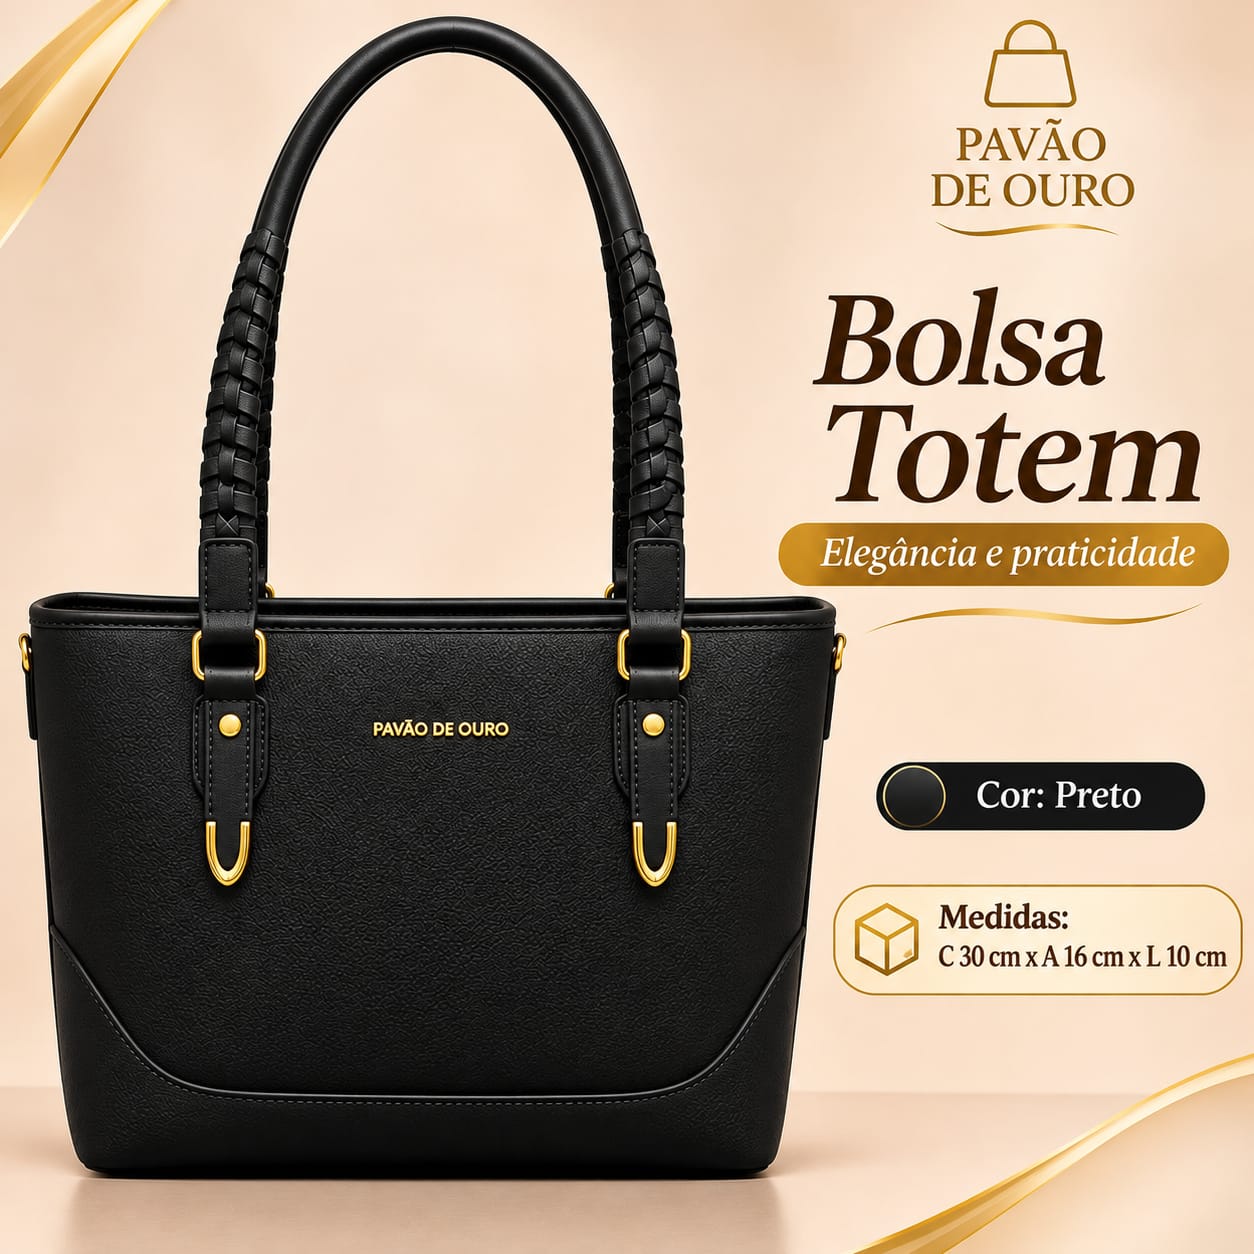 PAVÃO
DE OURO
Bolsa
Totem
Elegância e praticidade
PAVÃO DE OURO
Cor: Preto
Medidas:
C 30 cm x A 16 cm x L 10 cm